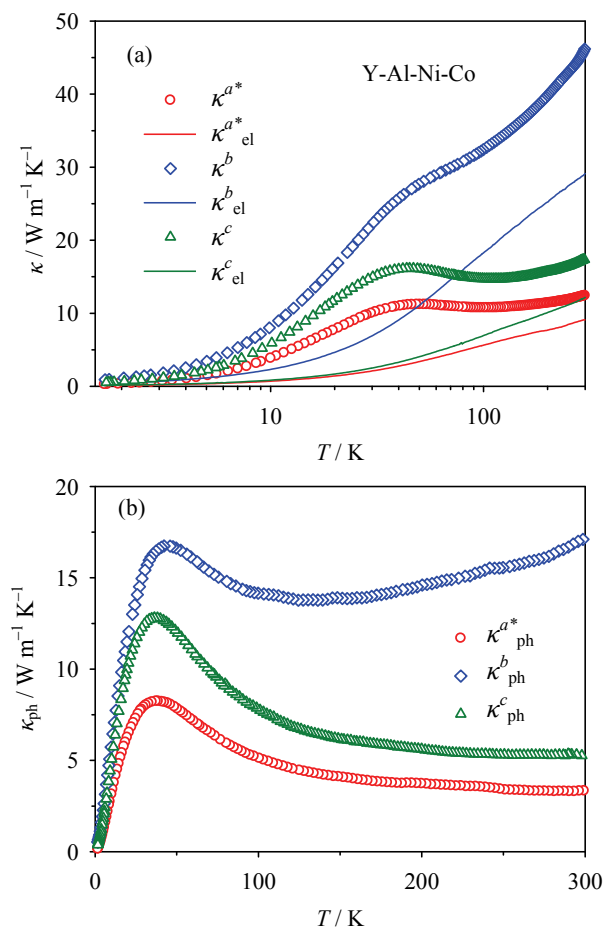 50
(a)
Y-Al-Ni-Co
40
κ^{a*}
κ^{a*}_{el}
30
κ^{b}
κ^{b}_{el}
20
κ^{c}
κ^{c}_{el}
10
0
κ / W m⁻¹ K⁻¹
10 100
T / K
20
(b)
15
κ^{a*}_{ph}
10
κ^{b}_{ph}
κ^{c}_{ph}
5
0
κ_{ph} / W m⁻¹ K⁻¹
0 100 200 300
T / K